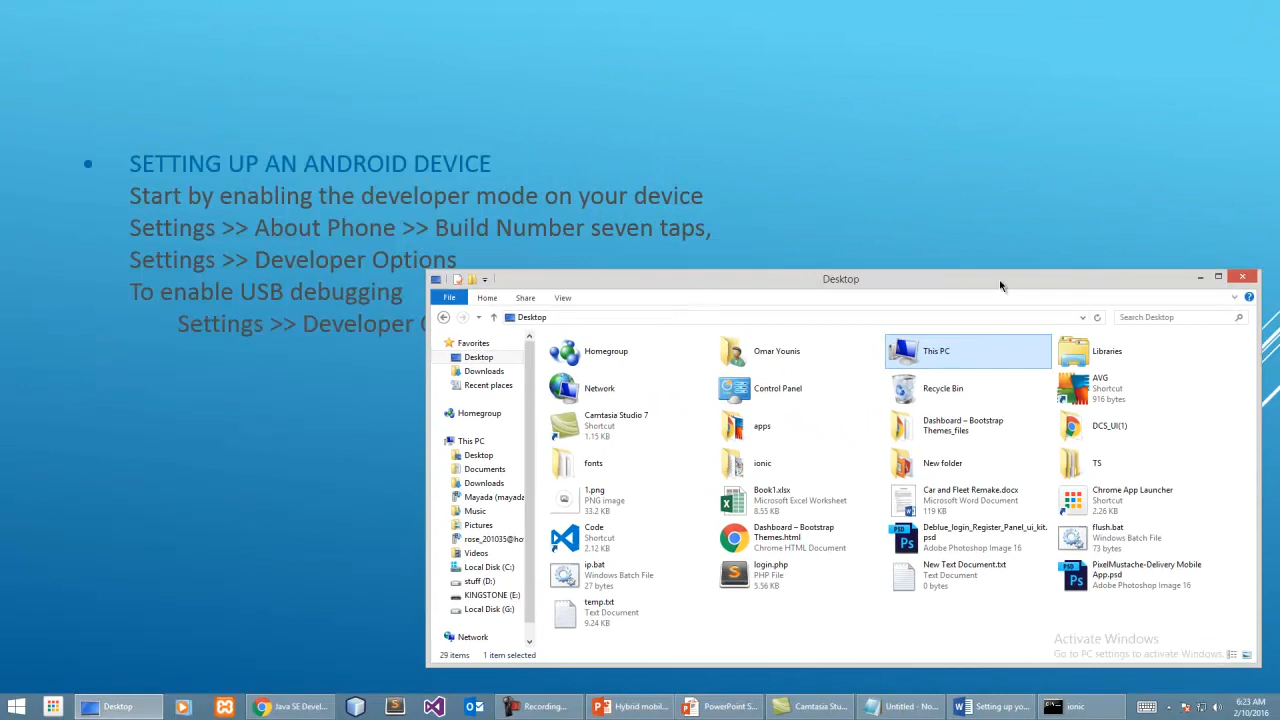 • SETTING UP AN ANDROID DEVICE
Start by enabling the developer mode on your device
Settings >> About Phone >> Build Number seven taps,
Settings >> Developer Options
To enable USB debugging
Settings >> Developer
Desktop
File Home Share View
Desktop
Search Desktop
Favorites
Desktop
Downloads
Recent places
Homegroup
This PC
Desktop
Documents
Downloads
Mayada (mayada
Music
Pictures
rose_201035@ho
Videos
Local Disk (C:)
stuff (D:)
KINGSTONE (E:)
Local Disk (G:)
Network
Homegroup
Omar Younis
This PC
Libraries
Network
Control Panel
Recycle Bin
AVG
Shortcut
916 bytes
Camtasia Studio 7
Shortcut
1.15 KB
apps
Dashboard – Bootstrap
Themes_files
DCS_UI(1)
fonts
ionic
New folder
TS
1.png
PNG image
33.2 KB
Book1.xlsx
Microsoft Excel Worksheet
8.55 KB
Car and Fleet Remake.docx
Microsoft Word Document
119 KB
Chrome App Launcher
Shortcut
2.26 KB
Code
Shortcut
2.12 KB
Dashboard – Bootstrap
Themes.html
Chrome HTML Document
Deblue_login_Register_Panel_ui_kit.
psd
Adobe Photoshop Image 16
flush.bat
Windows Batch File
73 bytes
ip.bat
Windows Batch File
27 bytes
login.php
PHP File
5.56 KB
New Text Document.txt
Text Document
0 bytes
PixelMustache-Delivery Mobile
App.psd
Adobe Photoshop Image 16
temp.txt
Text Document
9.24 KB
Activate Windows
Go to PC settings to activate Windows.
29 items 1 item selected
Desktop
Java SE Devel...
Recording...
Hybrid mobil...
PowerPoint S...
Camtasia Stu...
Untitled - No...
Setting up yo...
ionic
6:23 AM
2/10/2016